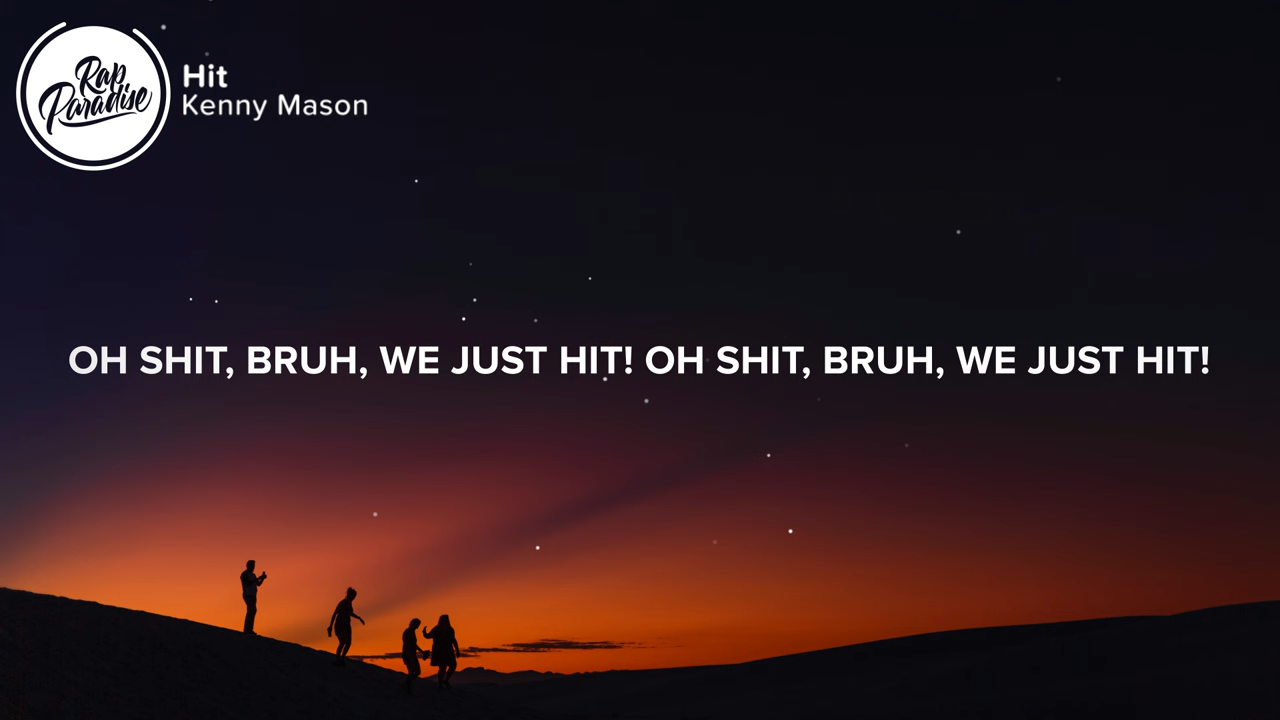 Rap
Paradise
Hit
Kenny Mason
OH SHIT, BRUH, WE JUST HIT! OH SHIT, BRUH, WE JUST HIT!